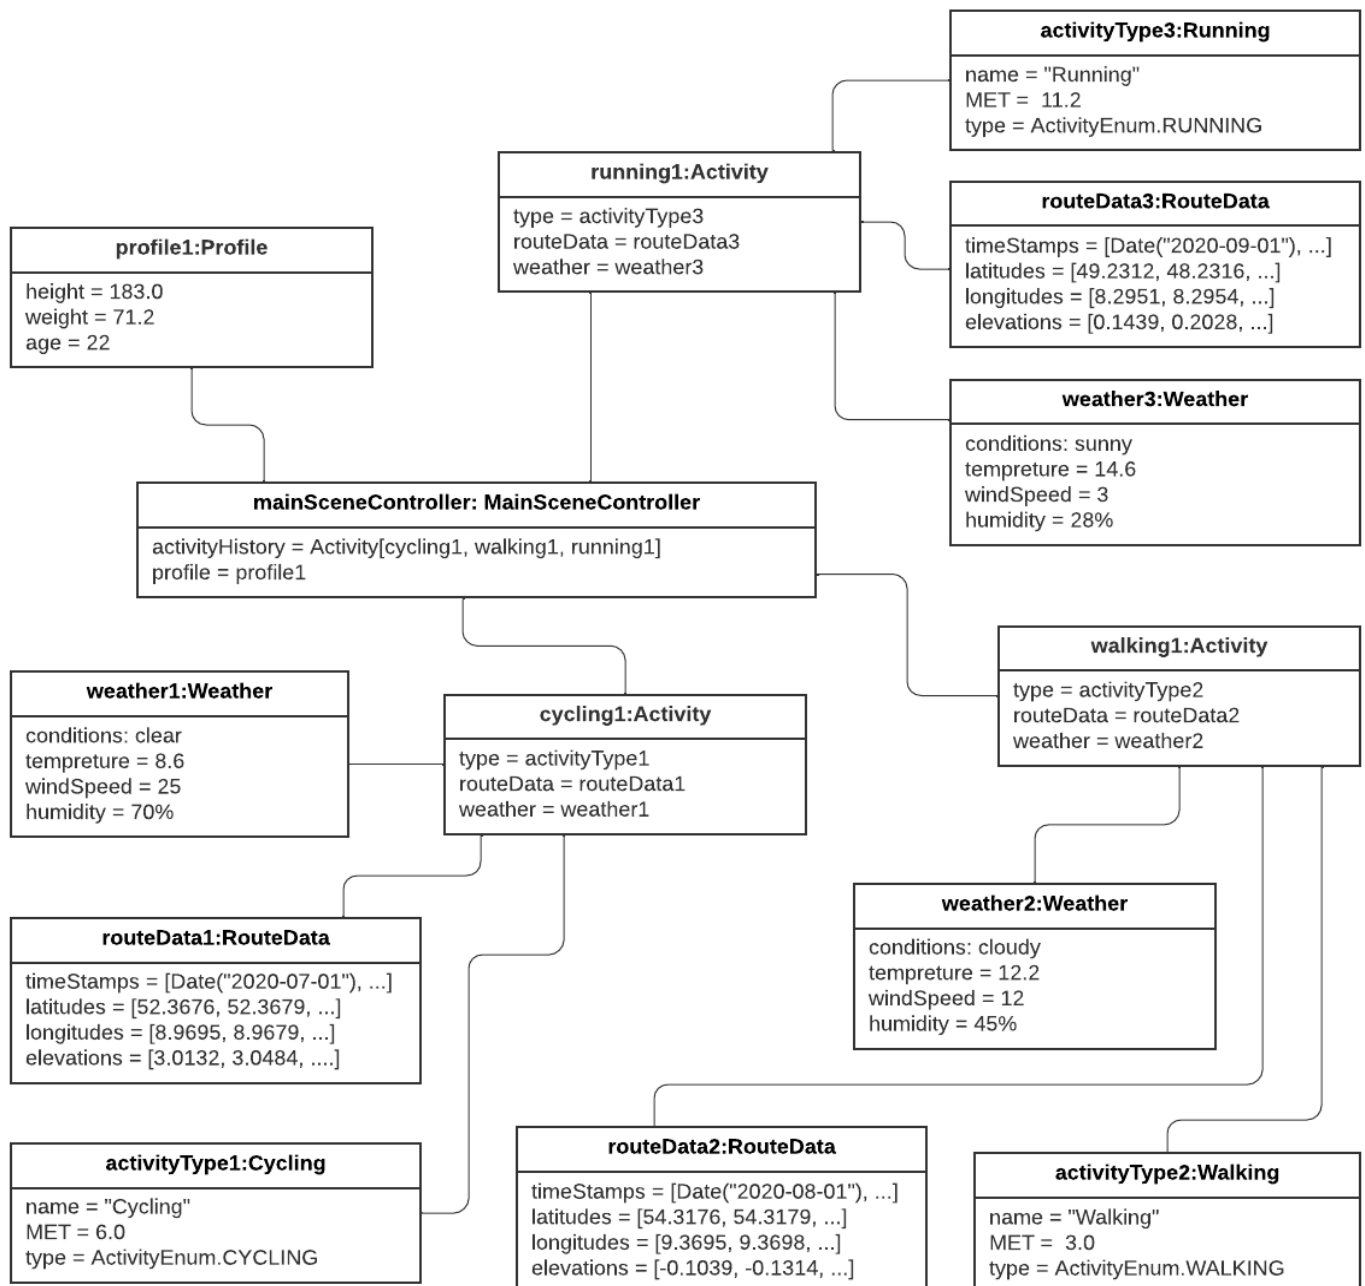 activityType3:Running
name = "Running"
MET =  11.2
type = ActivityEnum.RUNNING
running1:Activity
type = activityType3
routeData = routeData3
weather = weather3
routeData3:RouteData
timeStamps = [Date("2020-09-01"), ...]
latitudes = [49.2312, 48.2316, ...]
longitudes = [8.2951, 8.2954, ...]
elevations = [0.1439, 0.2028, ...]
profile1:Profile
height = 183.0
weight = 71.2
age = 22
weather3:Weather
conditions: sunny
tempreture = 14.6
windSpeed = 3
humidity = 28%
mainSceneController: MainSceneController
activityHistory = Activity[cycling1, walking1, running1]
profile = profile1
walking1:Activity
type = activityType2
routeData = routeData2
weather = weather2
weather1:Weather
conditions: clear
tempreture = 8.6
windSpeed = 25
humidity = 70%
cycling1:Activity
type = activityType1
routeData = routeData1
weather = weather1
weather2:Weather
conditions: cloudy
tempreture = 12.2
windSpeed = 12
humidity = 45%
routeData1:RouteData
timeStamps = [Date("2020-07-01"), ...]
latitudes = [52.3676, 52.3679, ...]
longitudes = [8.9695, 8.9679, ...]
elevations = [3.0132, 3.0484, ....]
activityType1:Cycling
name = "Cycling"
MET = 6.0
type = ActivityEnum.CYCLING
routeData2:RouteData
timeStamps = [Date("2020-08-01"), ...]
latitudes = [54.3176, 54.3179, ...]
longitudes = [9.3695, 9.3698, ...]
elevations = [-0.1039, -0.1314, ...]
activityType2:Walking
name = "Walking"
MET =  3.0
type = ActivityEnum.WALKING